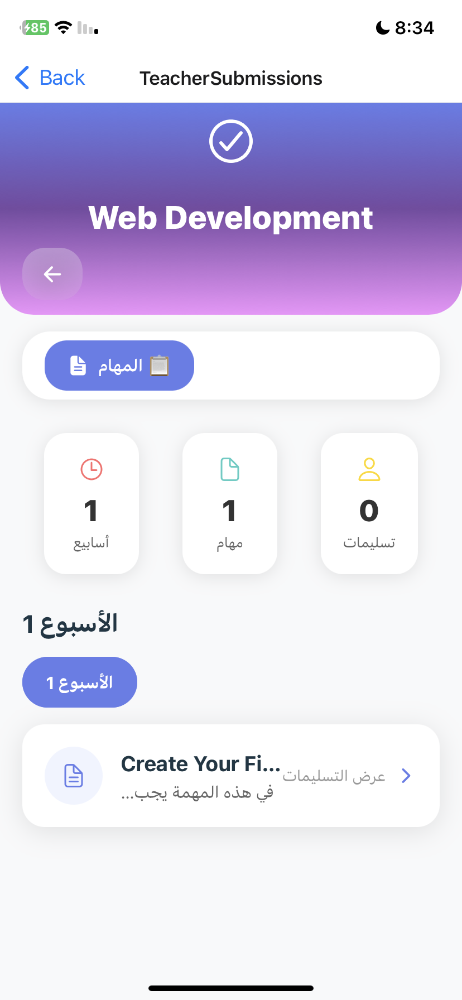 85
8:34
Back
TeacherSubmissions
Web Development
المهام
1
أسابيع
1
مهام
0
تسليمات
الأسبوع 1
الأسبوع 1
Create Your Fi...
في هذه المهمة يجب...
عرض التسليمات